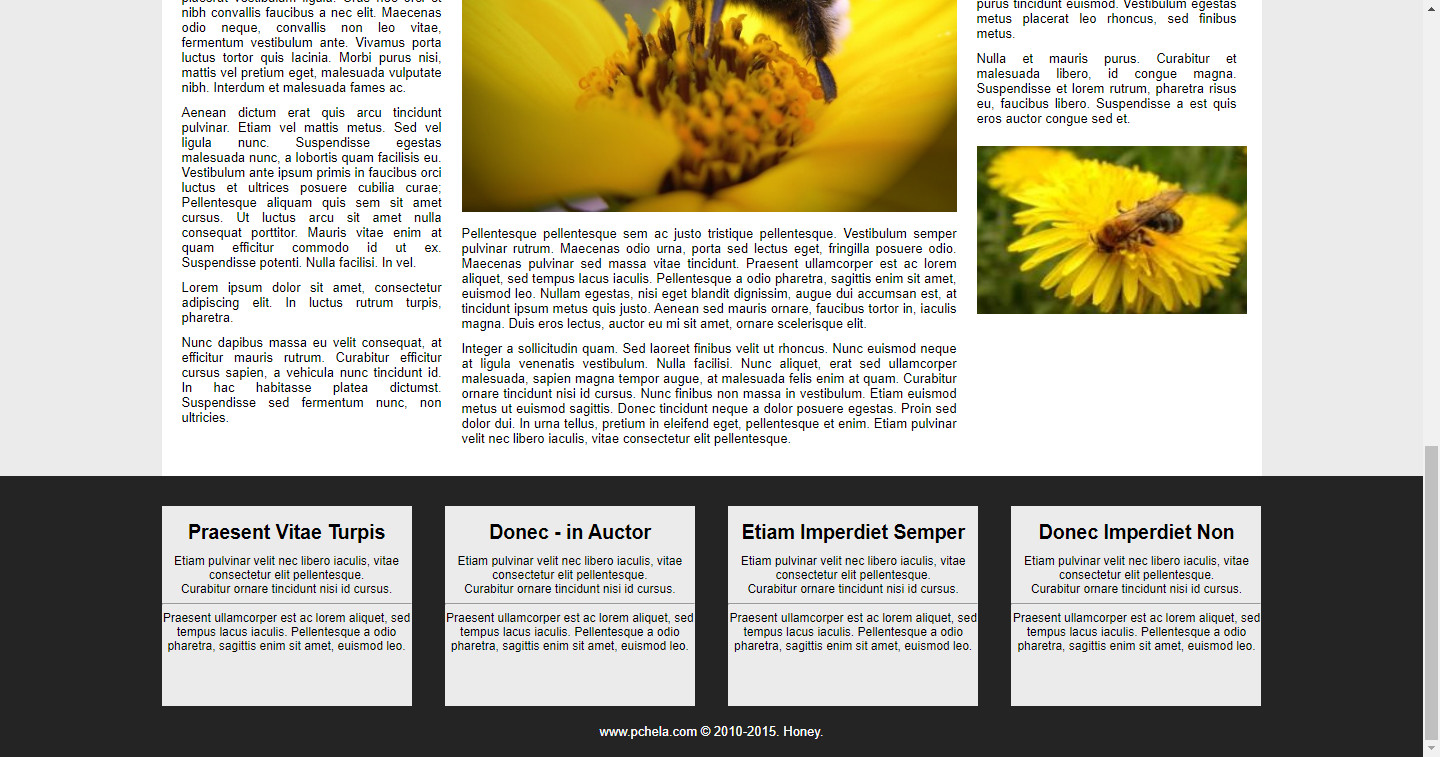 nibh convallis faucibus a nec elit. Maecenas
odio neque, convallis non leo vitae,
fermentum vestibulum ante. Vivamus porta
luctus tortor quis lacinia. Morbi purus nisi,
mattis vel pretium eget, malesuada vulputate
nibh. Interdum et malesuada fames ac.
Aenean dictum erat quis arcu tincidunt
pulvinar. Etiam vel mattis metus. Sed vel
ligula nunc. Suspendisse egestas
malesuada nunc, a lobortis quam facilisis eu.
Vestibulum ante ipsum primis in faucibus orci
luctus et ultrices posuere cubilia curae;
Pellentesque aliquam quis sem sit amet
cursus. Ut luctus arcu sit amet nulla
consequat porttitor. Mauris vitae enim at
quam efficitur commodo id ut ex.
Suspendisse potenti. Nulla facilisi. In vel.
Lorem ipsum dolor sit amet, consectetur
adipiscing elit. In luctus rutrum turpis,
pharetra.
Nunc dapibus massa eu velit consequat, at
efficitur mauris rutrum. Curabitur efficitur
cursus sapien, a vehicula nunc tincidunt id.
In hac habitasse platea dictumst.
Suspendisse sed fermentum nunc, non
ultricies.
Pellentesque pellentesque sem ac justo tristique pellentesque. Vestibulum semper
pulvinar rutrum. Maecenas odio urna, porta sed lectus eget, fringilla posuere odio.
Maecenas pulvinar sed massa vitae tincidunt. Praesent ullamcorper est ac lorem
aliquet, sed tempus lacus iaculis. Pellentesque a odio pharetra, sagittis enim sit amet,
euismod leo. Nullam egestas, nisi eget blandit dignissim, augue dui accumsan est, at
tincidunt ipsum metus quis justo. Aenean sed mauris ornare, faucibus tortor in, iaculis
magna. Duis eros lectus, auctor eu mi sit amet, ornare scelerisque elit.
Integer a sollicitudin quam. Sed laoreet finibus velit ut rhoncus. Nunc euismod neque
at ligula venenatis vestibulum. Nulla facilisi. Nunc aliquet, erat sed ullamcorper
malesuada, sapien magna tempor augue, at malesuada felis enim at quam. Curabitur
ornare tincidunt nisi id cursus. Nunc finibus non massa in vestibulum. Etiam euismod
metus ut euismod sagittis. Donec tincidunt neque a dolor posuere egestas. Proin sed
dolor dui. In urna tellus, pretium in eleifend eget, pellentesque et enim. Etiam pulvinar
velit nec libero iaculis, vitae consectetur elit pellentesque.
purus tincidunt euismod. Vestibulum egestas
metus placerat leo rhoncus, sed finibus
metus.
Nulla et mauris purus. Curabitur et
malesuada libero, id congue magna.
Suspendisse et lorem rutrum, pharetra risus
eu, faucibus libero. Suspendisse a est quis
eros auctor congue sed et.
Praesent Vitae Turpis
Etiam pulvinar velit nec libero iaculis, vitae
consectetur elit pellentesque.
Curabitur ornare tincidunt nisi id cursus.
Praesent ullamcorper est ac lorem aliquet, sed
tempus lacus iaculis. Pellentesque a odio
pharetra, sagittis enim sit amet, euismod leo.
Donec - in Auctor
Etiam pulvinar velit nec libero iaculis, vitae
consectetur elit pellentesque.
Curabitur ornare tincidunt nisi id cursus.
Praesent ullamcorper est ac lorem aliquet, sed
tempus lacus iaculis. Pellentesque a odio
pharetra, sagittis enim sit amet, euismod leo.
Etiam Imperdiet Semper
Etiam pulvinar velit nec libero iaculis, vitae
consectetur elit pellentesque.
Curabitur ornare tincidunt nisi id cursus.
Praesent ullamcorper est ac lorem aliquet, sed
tempus lacus iaculis. Pellentesque a odio
pharetra, sagittis enim sit amet, euismod leo.
Donec Imperdiet Non
Etiam pulvinar velit nec libero iaculis, vitae
consectetur elit pellentesque.
Curabitur ornare tincidunt nisi id cursus.
Praesent ullamcorper est ac lorem aliquet, sed
tempus lacus iaculis. Pellentesque a odio
pharetra, sagittis enim sit amet, euismod leo.
www.pchela.com © 2010-2015. Honey.